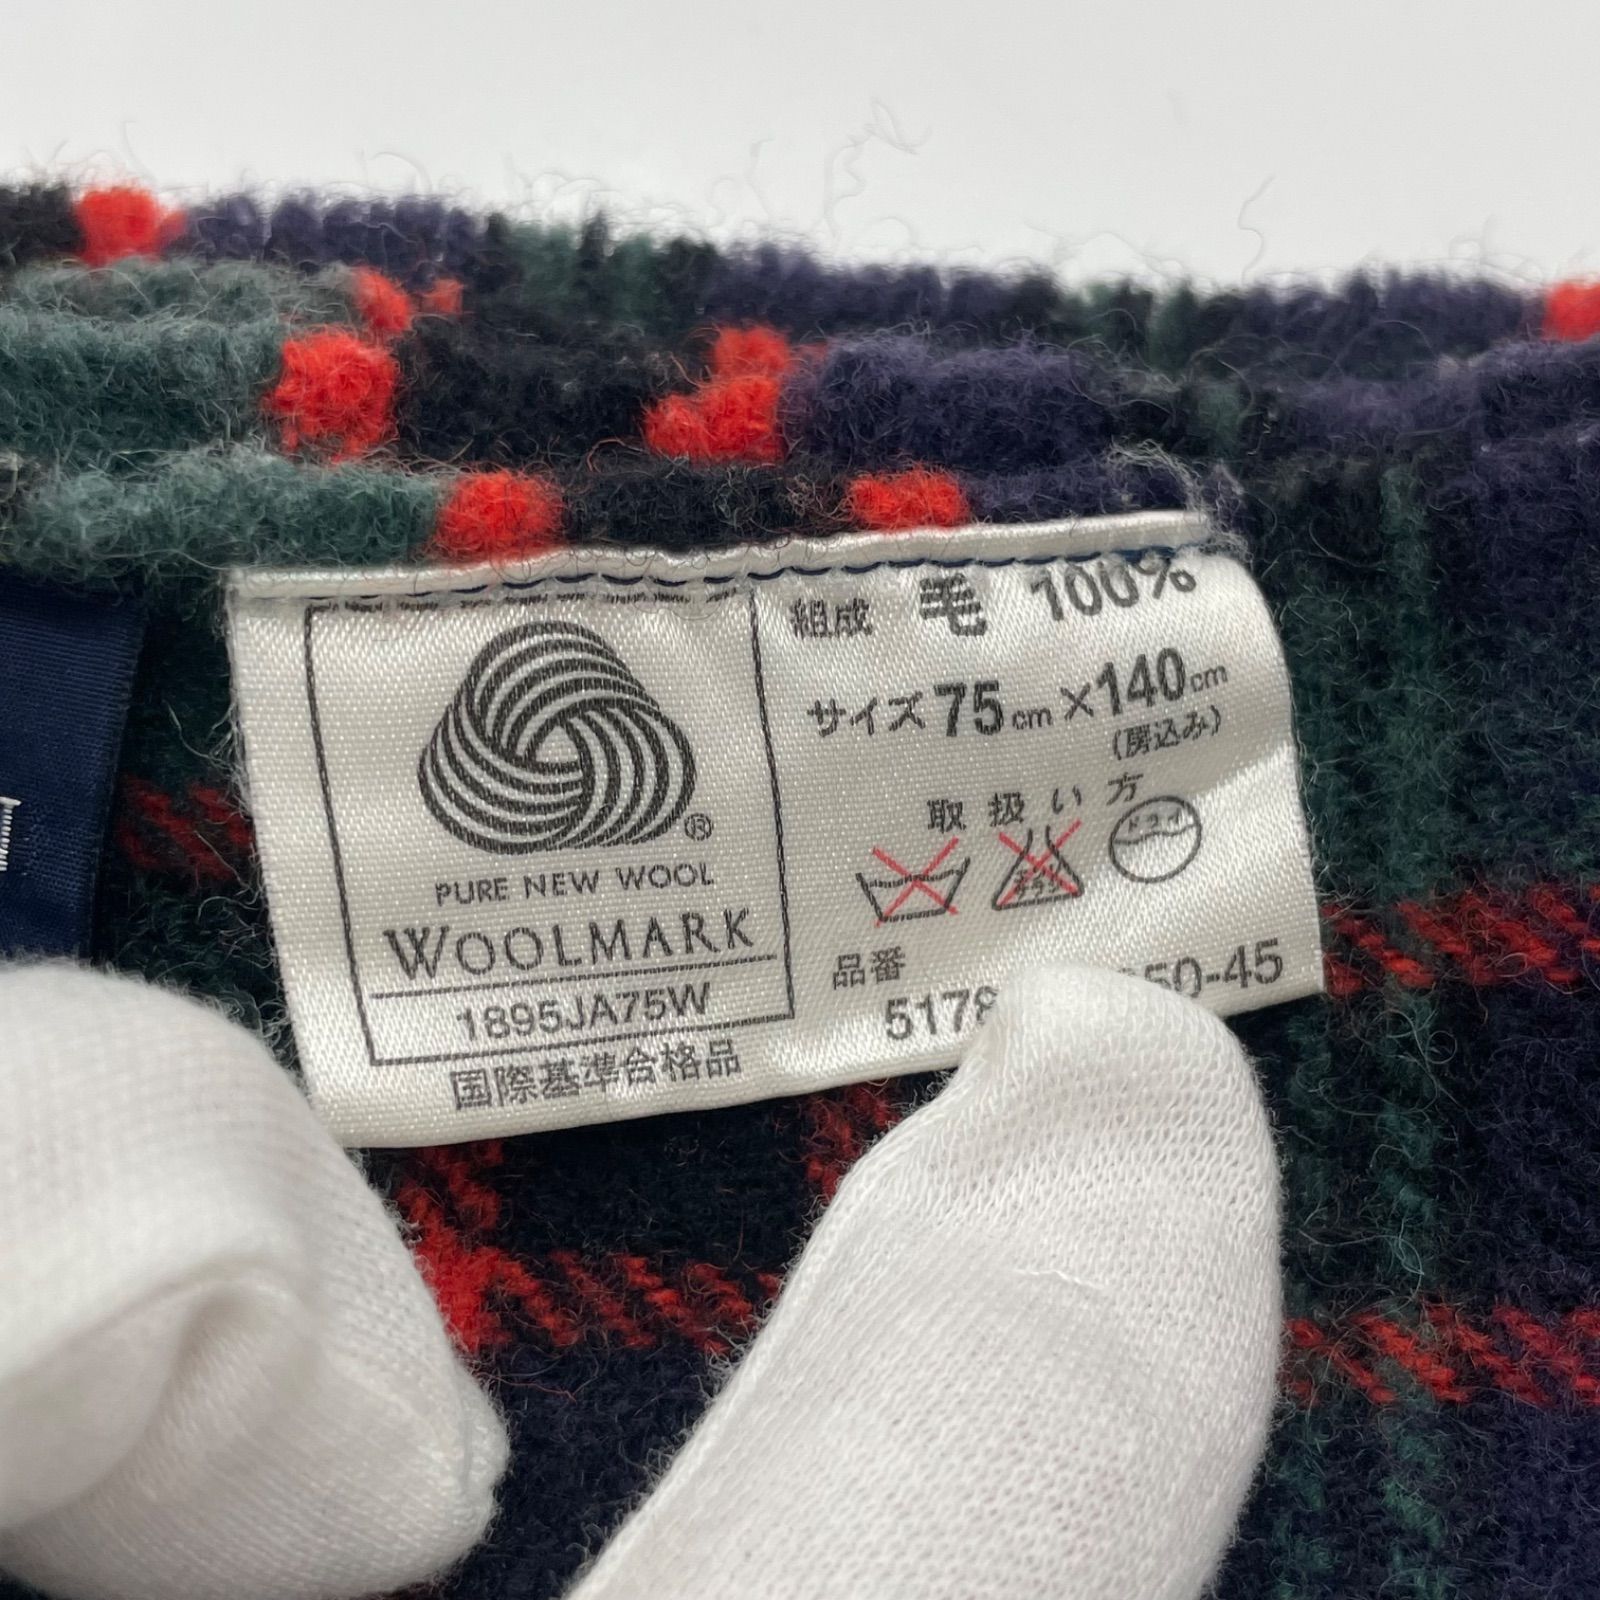 PURE NEW WOOL
WOOLMARK
1895JA75W
国際基準合格品
組成 毛 100%
サイズ 75cm×140cm
(房込み)
取扱い方
ドライ
品番